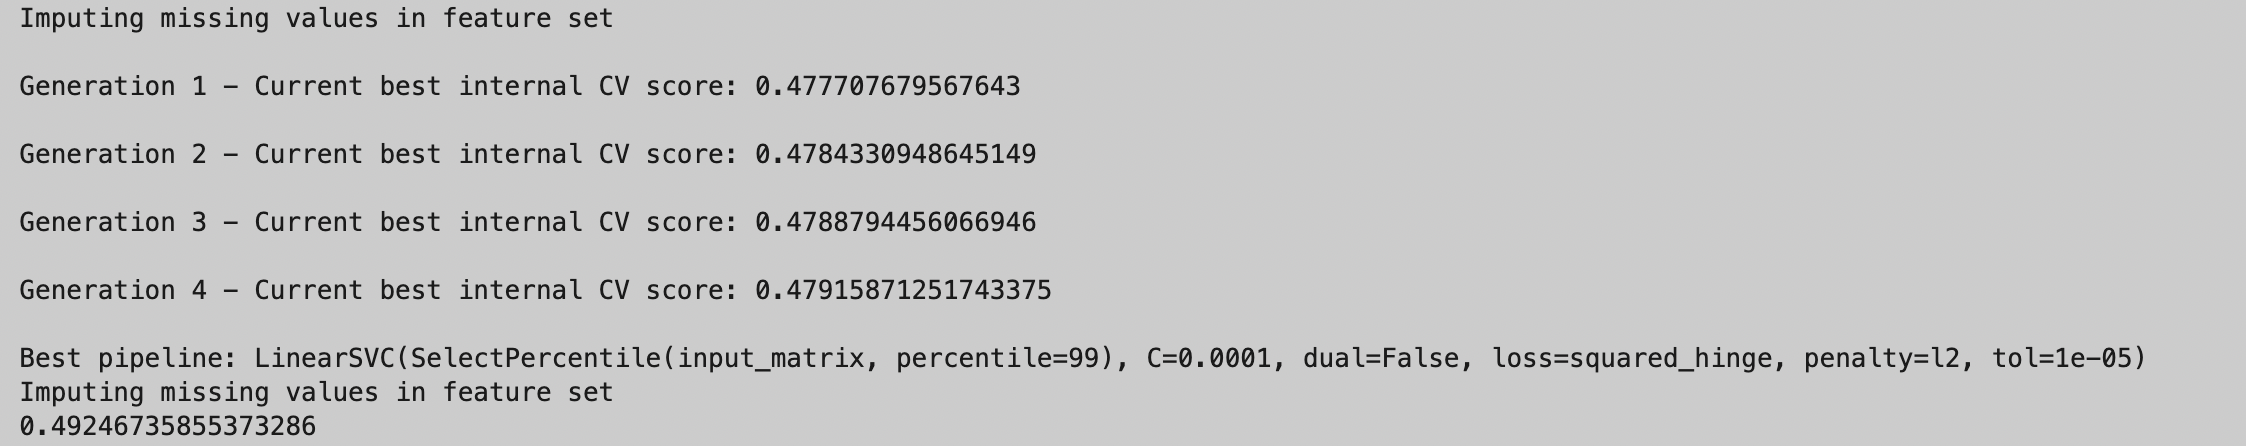 Imputing missing values in feature set
Generation 1 – Current best internal CV score: 0.477707679567643
Generation 2 – Current best internal CV score: 0.4784330948645149
Generation 3 – Current best internal CV score: 0.4788794456066946
Generation 4 – Current best internal CV score: 0.47915871251743375
Best pipeline: LinearSVC(SelectPercentile(input_matrix, percentile=99), C=0.0001, dual=False, loss=squared_hinge, penalty=l2, tol=1e–05)
Imputing missing values in feature set
0.49246735855373286